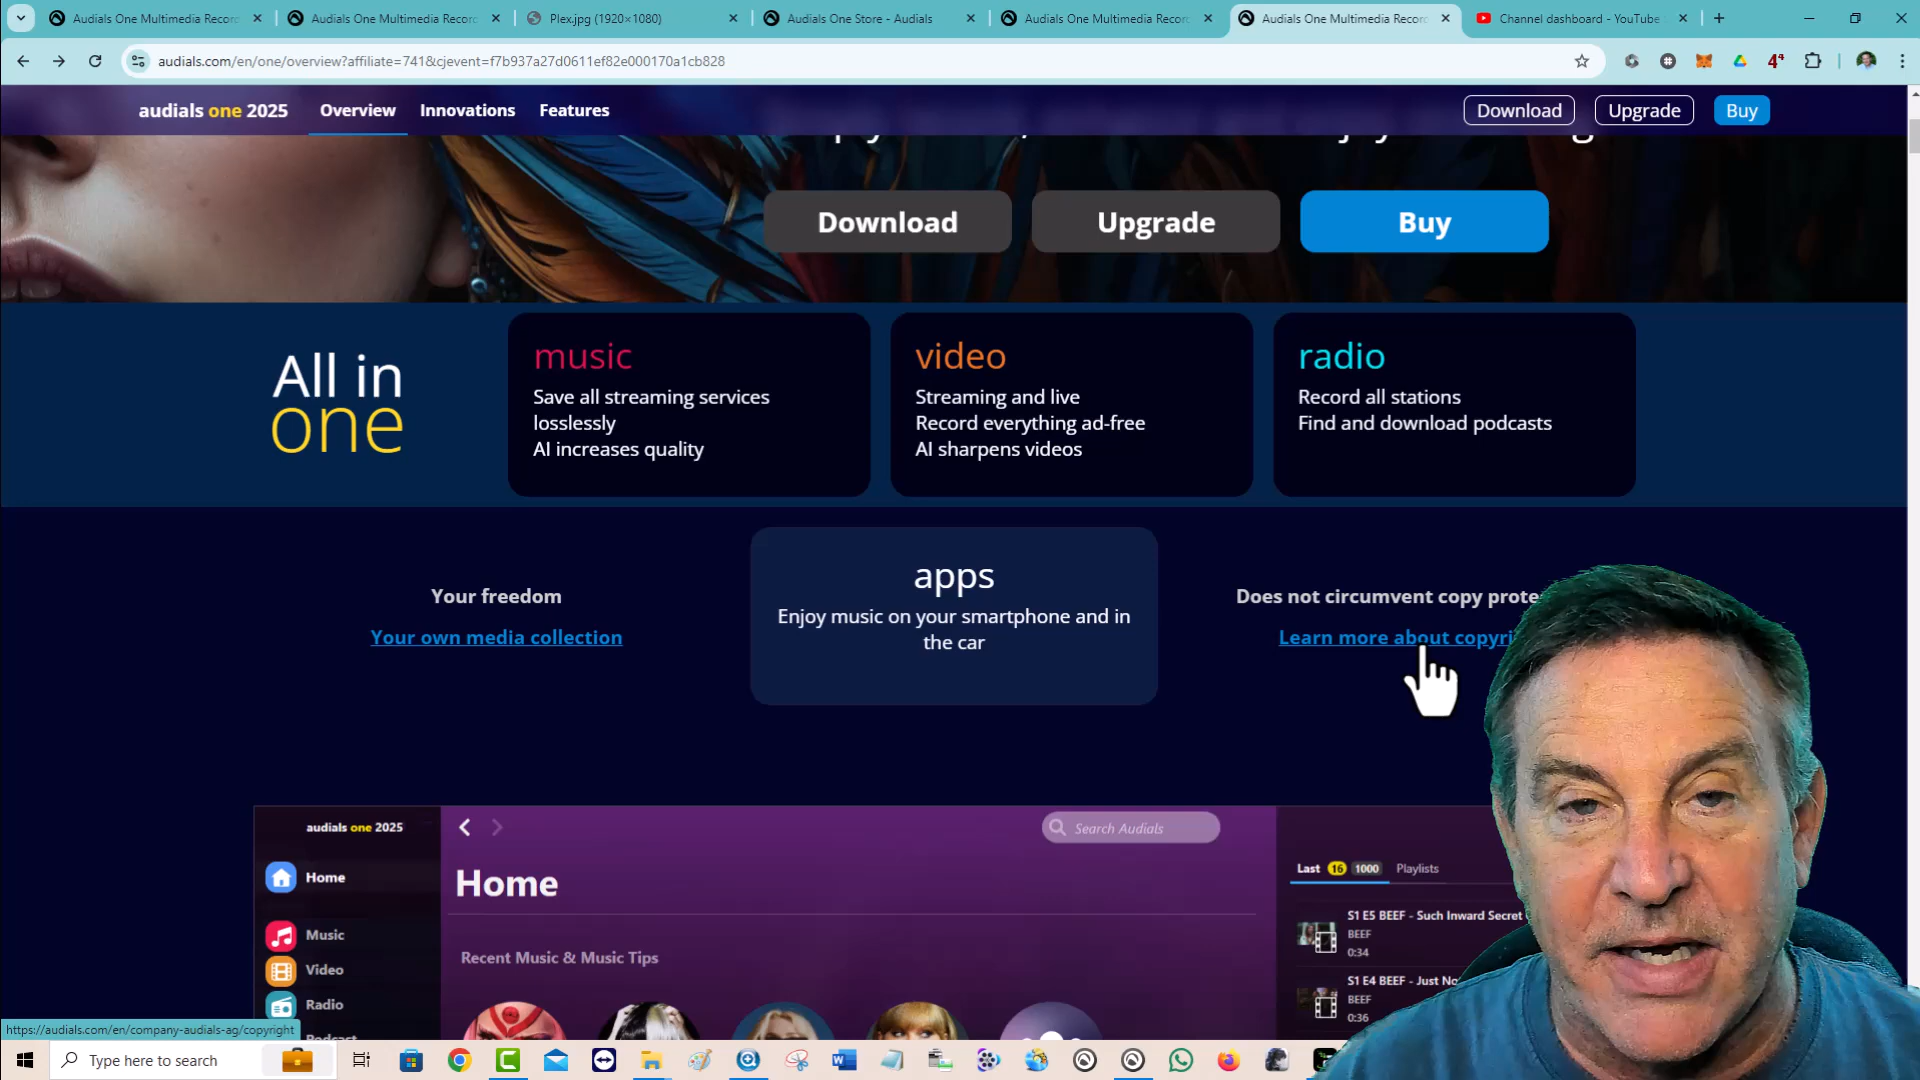 Audials One Multimedia Recor
Audials One Multimedia Recor
Plex.jpg (1920×1080)
Audials One Store - Audials
Audials One Multimedia Recor
Audials One Multimedia Recor
Channel dashboard - YouTube
audials.com/en/one/overview?affiliate=741&cjevent=f7b937a27d0611ef82e000170a1cb828
audials one 2025
Overview
Innovations
Features
Download
Upgrade
Buy
Download
Upgrade
Buy
All in
one
music
Save all streaming services
losslessly
AI increases quality
video
Streaming and live
Record everything ad-free
AI sharpens videos
radio
Record all stations
Find and download podcasts
Your freedom
Your own media collection
apps
Enjoy music on your smartphone and in
the car
Does not circumvent copy prote
Learn more about copyri
audials one 2025
Home
Music
Video
Radio
Podcast
Search Audials
Home
Recent Music & Music Tips
Last 16 1000
Playlists
S1 E5 BEEF - Such Inward Secret
BEEF
0:34
S1 E4 BEEF - Just No
BEEF
0:36
https://audials.com/en/company-audials-ag/copyright
Type here to search